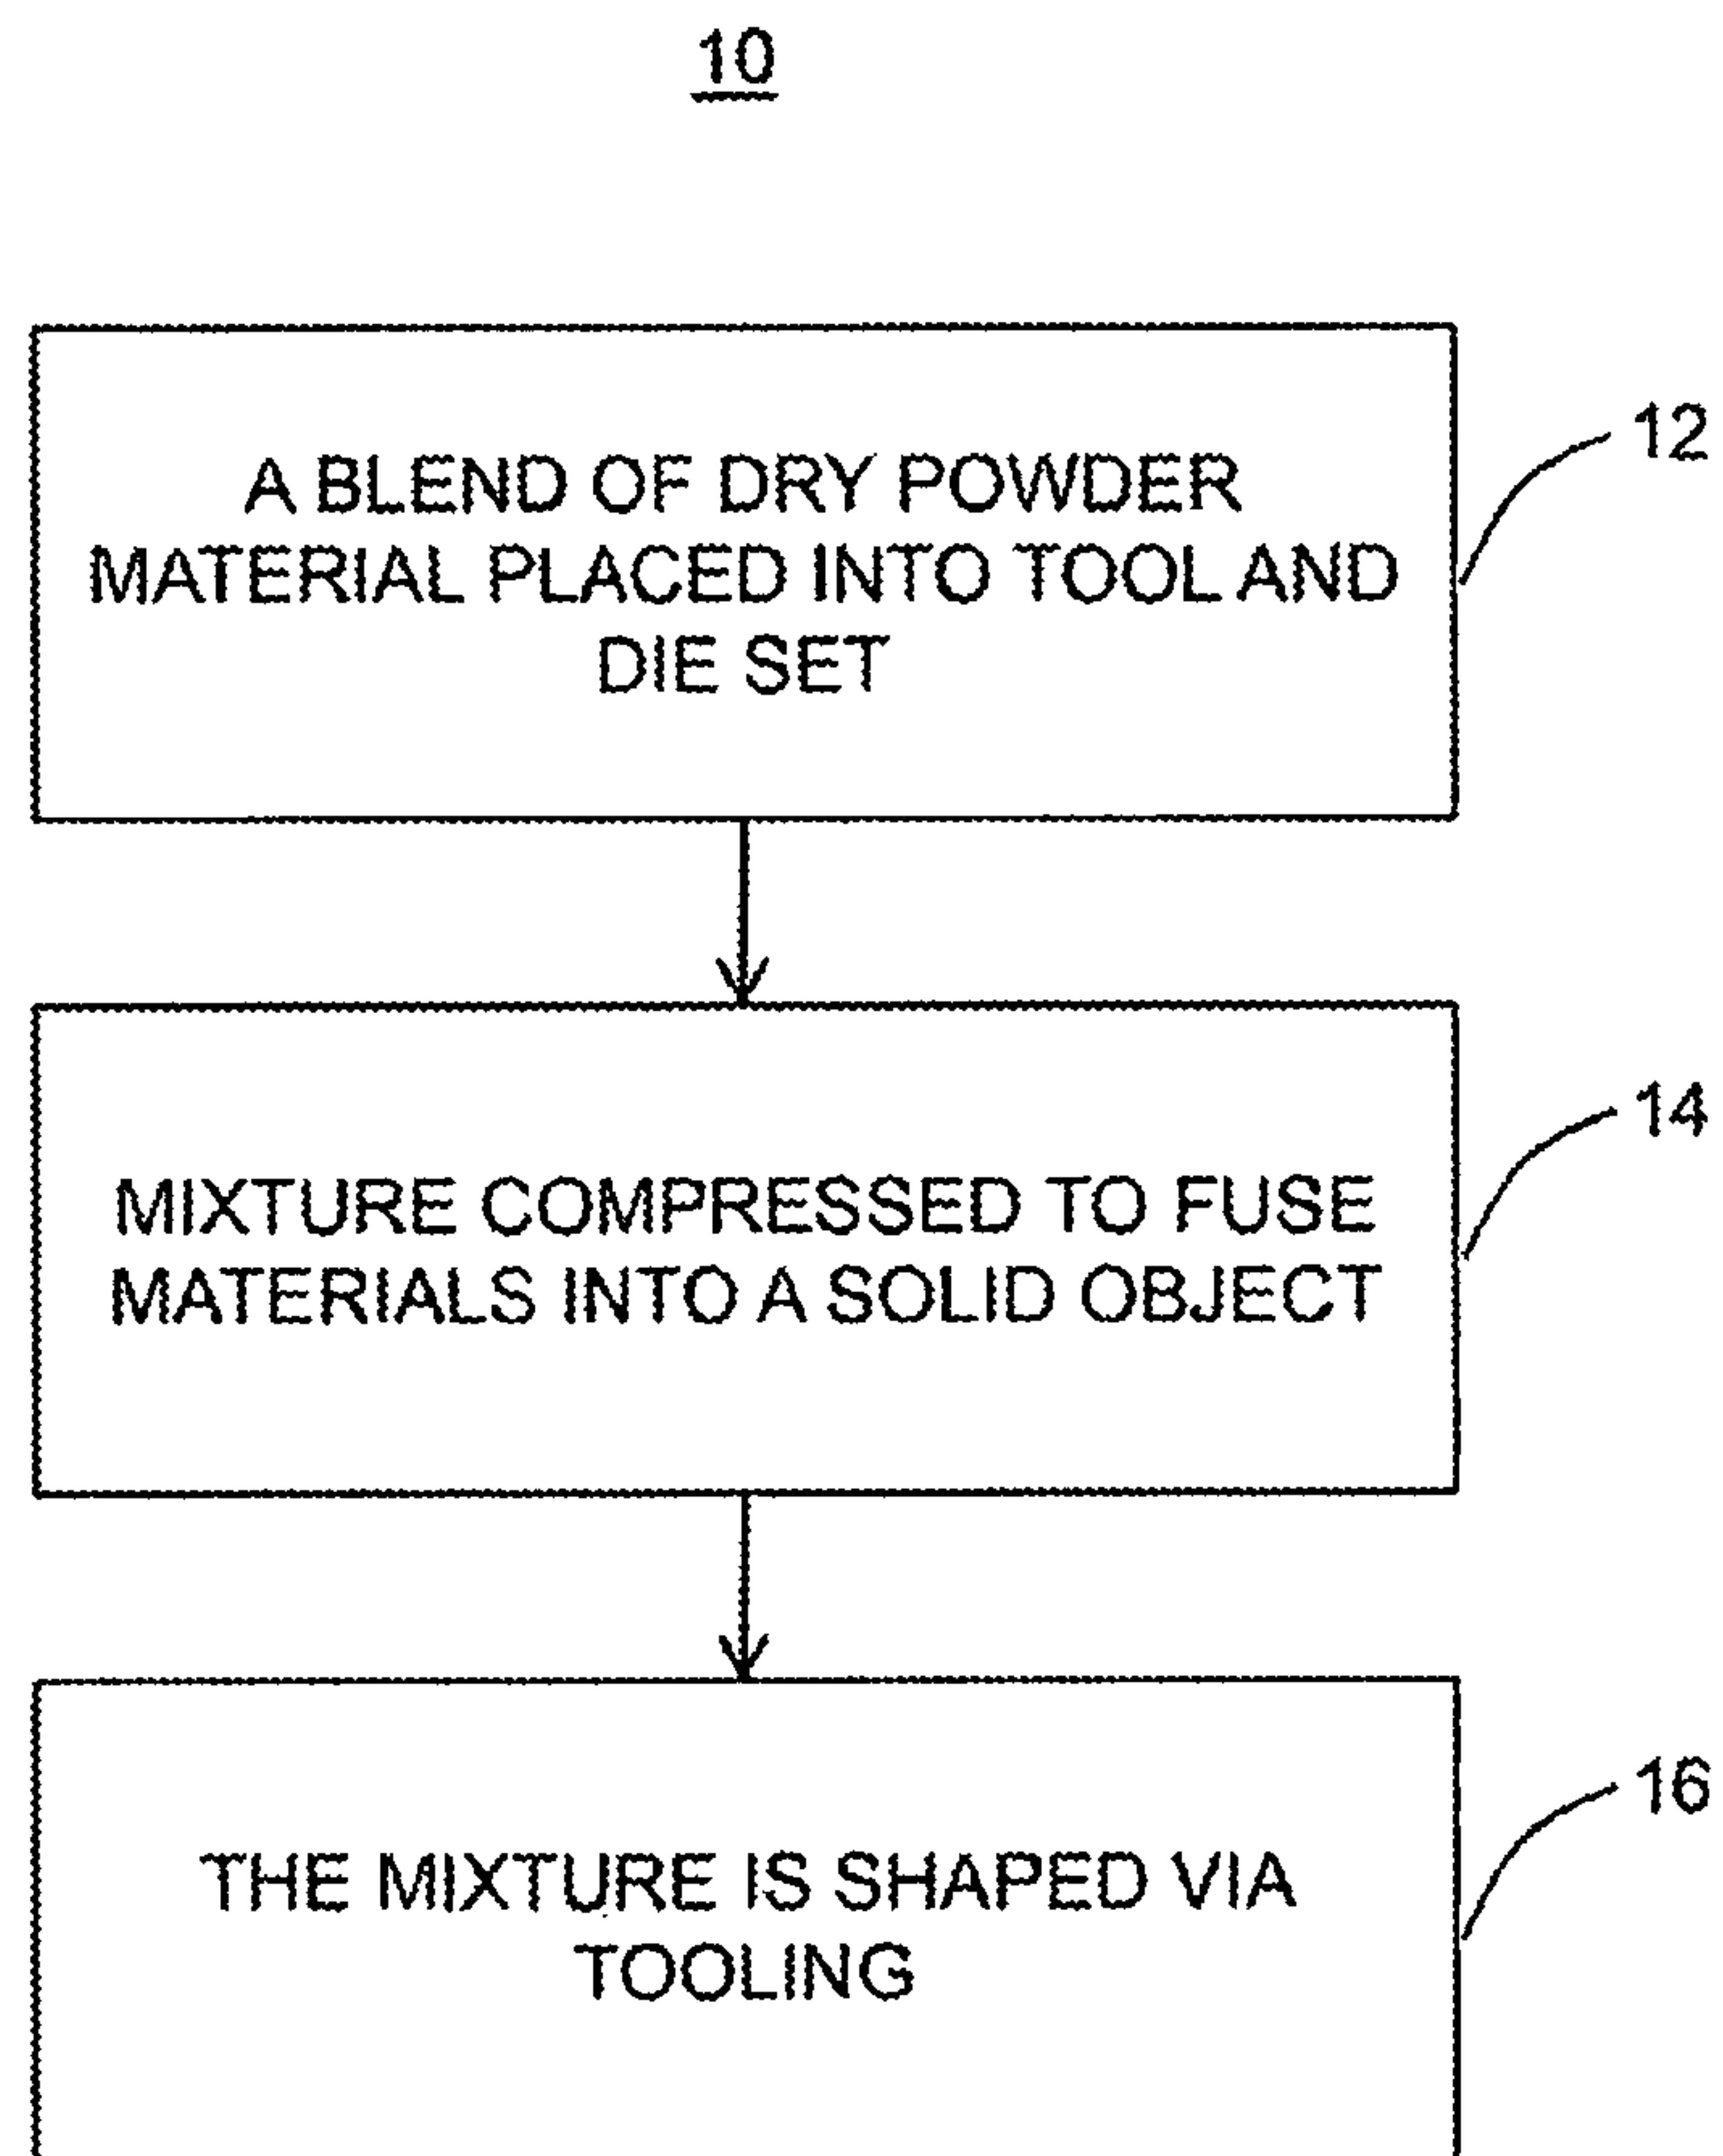 10
A BLEND OF DRY POWDER
MATERIAL PLACED INTO TOOL AND
DIE SET
12
MIXTURE COMPRESSED TO FUSE
MATERIALS INTO A SOLID OBJECT
14
THE MIXTURE IS SHAPED VIA
TOOLING
16